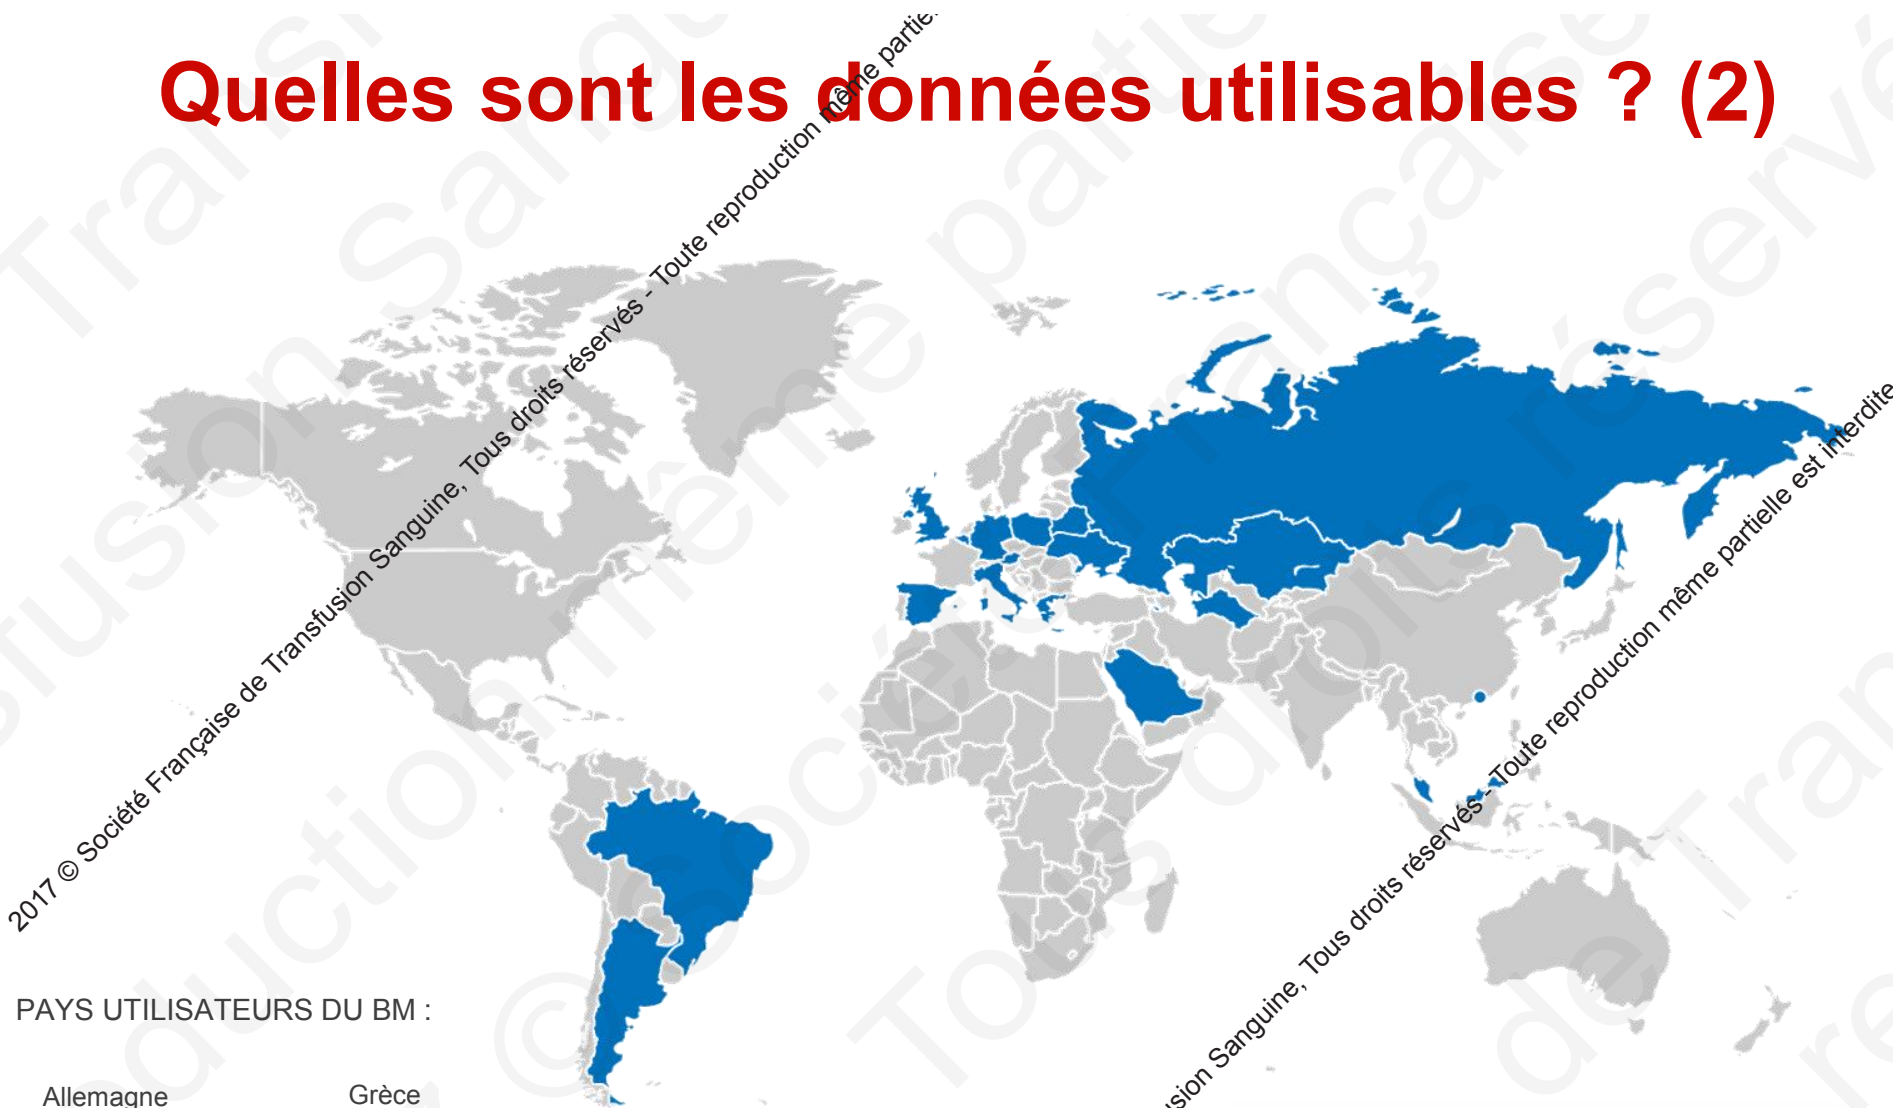 Quelles sont les données utilisables ? (2)
2017 © Société Française de Transfusion Sanguine, Tous droits réservés - Toute reproduction même partie
usion Sanguine, Tous droits réservés - Toute reproduction même partielle est interdite
PAYS UTILISATEURS DU BM :
Allemagne
Grèce